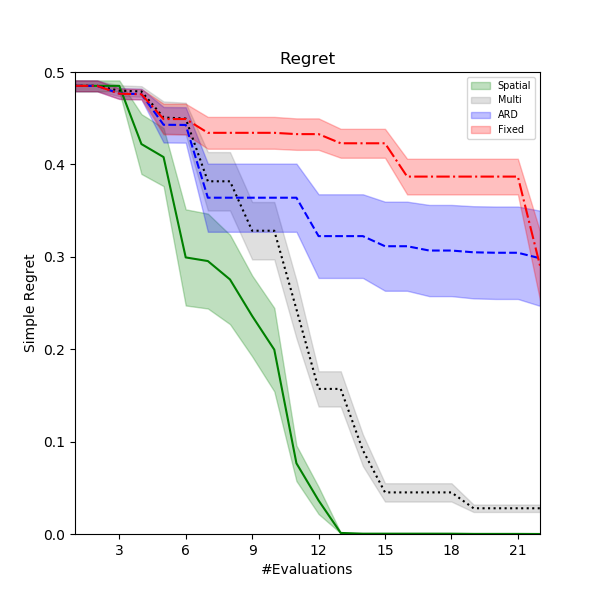 Regret
Spatial
Multi
ARD
Fixed
0.5
0.4
0.3
0.2
0.1
0.0
Simple Regret
3 6 9 12 15 18 21
#Evaluations